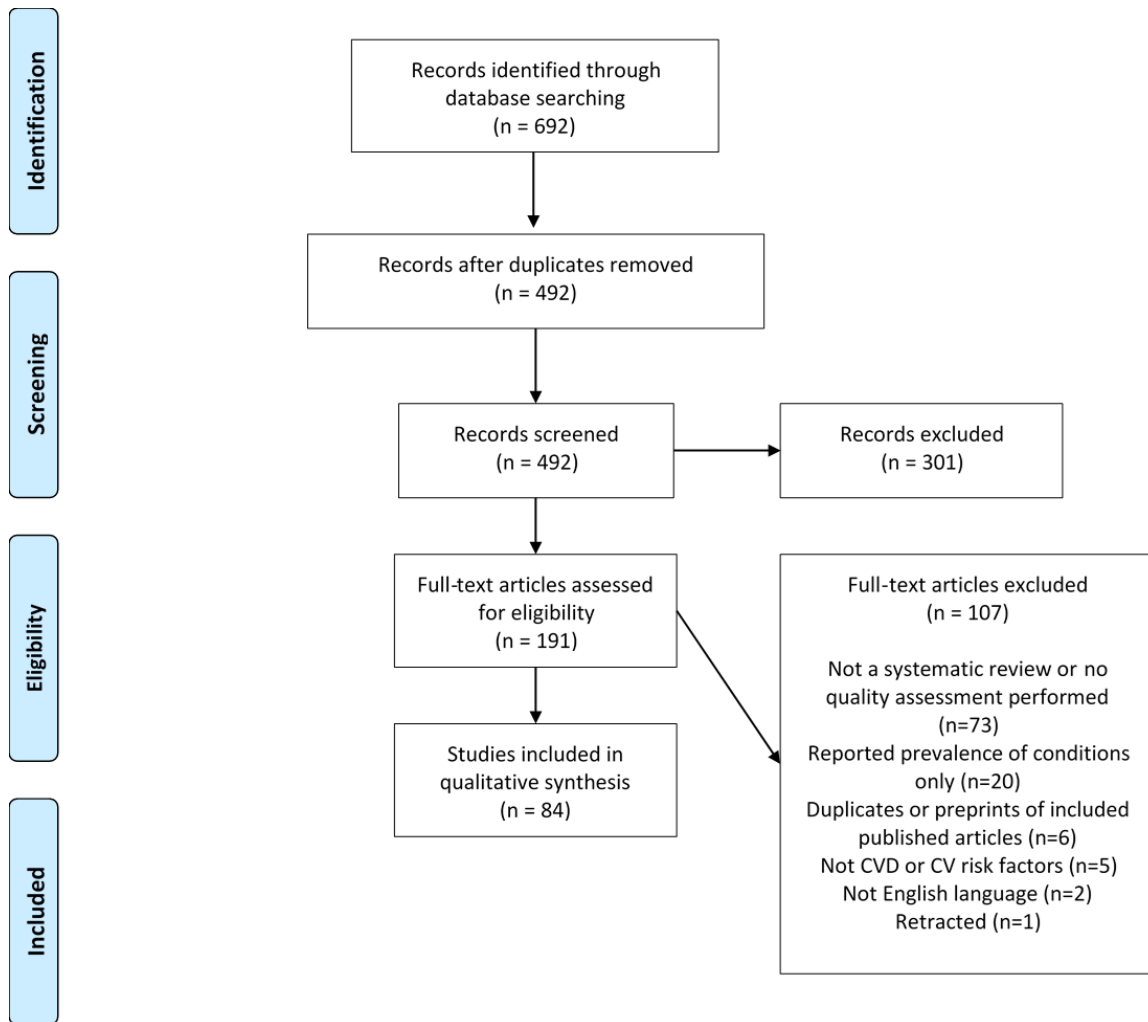 Identification
Records identified through
database searching
(n = 692)
Records after duplicates removed
(n = 492)
Screening
Records screened
(n = 492)
Records excluded
(n = 301)
Eligibility
Full-text articles assessed
for eligibility
(n = 191)
Full-text articles excluded
(n = 107)
Not a systematic review or no
quality assessment performed
(n=73)
Reported prevalence of conditions
only (n=20)
Duplicates or preprints of included
published articles (n=6)
Not CVD or CV risk factors (n=5)
Not English language (n=2)
Retracted (n=1)
Studies included in
qualitative synthesis
(n = 84)
Included